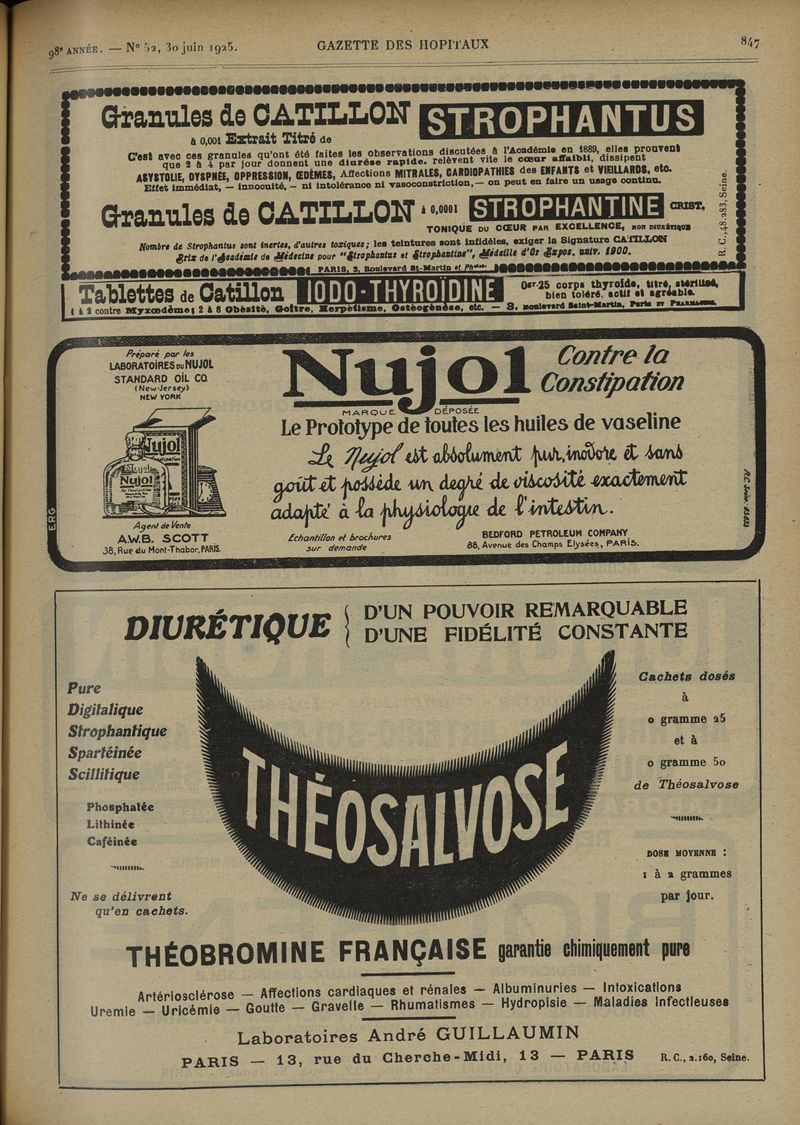 98e ANNÉE. — No 52, 30 juin 1925.
GAZETTE DES HOPITAUX
847
Granules de CATILLON STROPHANTUS
à 0,001 Extrait Titré de
C'est avec ces granules qu'ont été faites les observations discutées à l'Académie en 1889, elles prouvent
que 2 à 4 par jour donnent une diurèse rapide, relèvent vite le cœur affaibli, dissipent
ASYSTOLIE, DYSPNÉE, OPPRESSION, ŒDÈMES, Affections MITRALES, CARDIOPATHIES des ENFANTS et VIEILLARDS, etc.
Effet immédiat, — innocuité, — ni intolérance ni vasoconstriction, — on peut en faire un usage continu.
Granules de CATILLON à 0,0001 STROPHANTINE CRIST.
TONIQUE DU CŒUR PAR EXCELLENCE, NON DIURÉTIQUE
Nombre de Strophantus sont inertes, d'autres toxiques; les teintures sont infidèles, exiger la Signature CATILLON
Prix de l'Académie de Médecine pour "Strophantus et Strophantine", Médaille d'Or Expos. univ. 1900.
PARIS, 3, Boulevard St-Martin et Phies.
R. C., 48.283, Seine.
Tablettes de Catillon IODO-THYROÏDINE
0gr.25 corps thyroïde, titré, stérilisé,
bien toléré, actif et agréable.
1 à 2 contre Myxœdème; 2 à 8 Obésité, Goître, Herpétisme, Ostéogénèse, etc. — 3, Boulevard Saint-Martin, Paris ET PHARMACIES.
Préparé par les
LABORATOIRES DU NUJOL
STANDARD OIL CO
(New-Jersey)
NEW YORK
Nujol
Nujol
Agent de Vente
A.W.B. SCOTT
38, Rue du Mont-Thabor, PARIS.
ERG
Nujol
MARQUE DÉPOSÉE
Contre la
Constipation
Le Prototype de toutes les huiles de vaseline
Le Nujol est absolument pur, inodore et sans
goût et possède un degré de viscosité exactement
adapté à la physiologie de l'intestin.
Echantillon et brochures
sur demande
BEDFORD PETROLEUM COMPANY
88, Avenue des Champs Elysées, PARIS.
DIURÉTIQUE
D'UN POUVOIR REMARQUABLE
D'UNE FIDÉLITÉ CONSTANTE
Pure
Digitalique
Strophantique
Spartéinée
Scillitique
Phosphatée
Lithinée
Caféinée
Ne se délivrent
qu'en cachets.
THÉOSALVOSE
Cachets dosés
à
0 gramme 25
et à
0 gramme 50
de Théosalvose
DOSE MOYENNE :
1 à 2 grammes
par jour.
THÉOBROMINE FRANÇAISE garantie chimiquement pure
Artériosclérose — Affections cardiaques et rénales — Albuminuries — Intoxications
Uremie — Uricémie — Goutte — Gravelle — Rhumatismes — Hydropisie — Maladies Infectieuses
Laboratoires André GUILLAUMIN
PARIS — 13, rue du Cherche-Midi, 13 — PARIS R. C., 2.160, Seine.